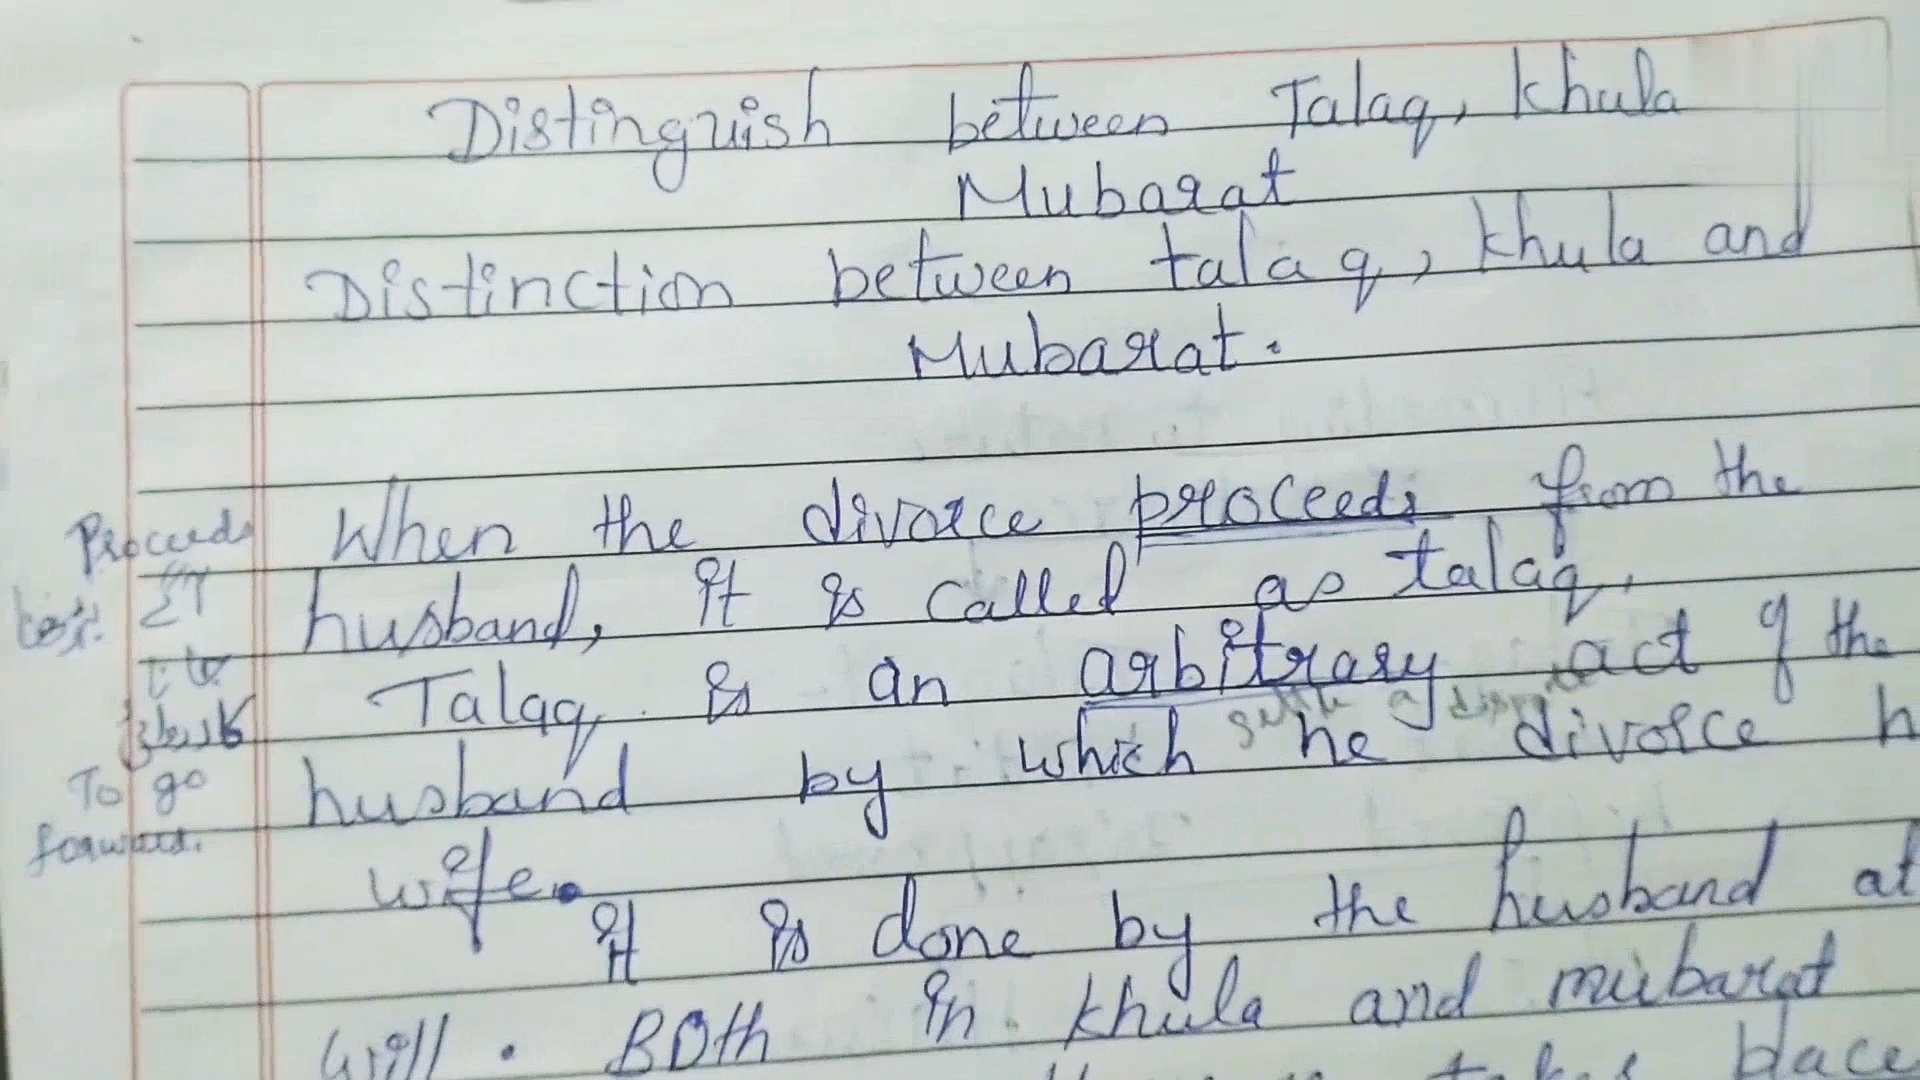 Distinguish between Talaq, Khula
Mubarat
Distinction between talaq, Khula and
Mubarat.
When the divorce proceeds from the
husband, it is called as talaq.
Talaq is an arbitrary act of the
husband by which he divorce h
wife.
It is done by the husband at
will. Both in khula and mubarat
takes place
Proceeds
To go
forward.